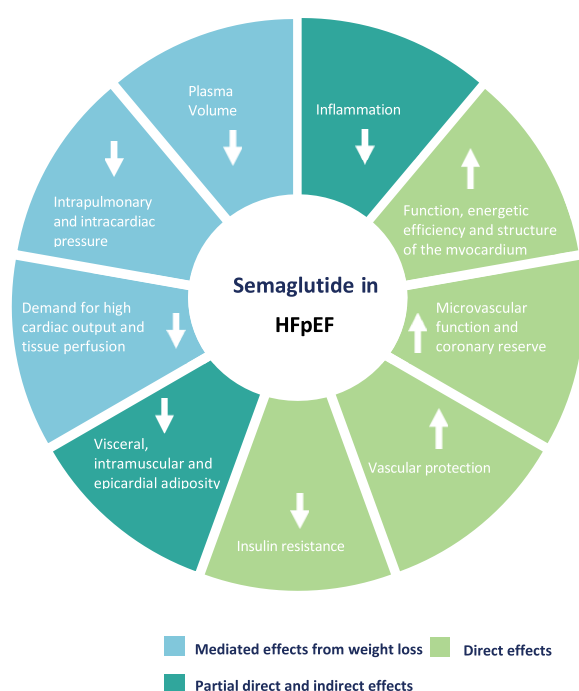 Semaglutide in
HFpEF
Plasma
Volume
Inflammation
Function, energetic
efficiency and structure
of the myocardium
Microvascular
function and
coronary reserve
Vascular protection
Insulin resistance
Visceral,
intramuscular and
epicardial adiposity
Demand for high
cardiac output and
tissue perfusion
Intrapulmonary
and intracardiac
pressure
Mediated effects from weight loss
Direct effects
Partial direct and indirect effects